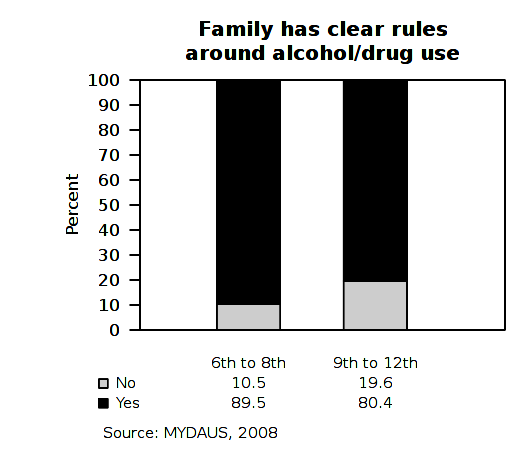 Family has clear rules
around alcohol/drug use
100
90
80
70
60
50
40
30
20
10
0
Percent
6th to 8th 9th to 12th
No 10.5 19.6
Yes 89.5 80.4
Source: MYDAUS, 2008